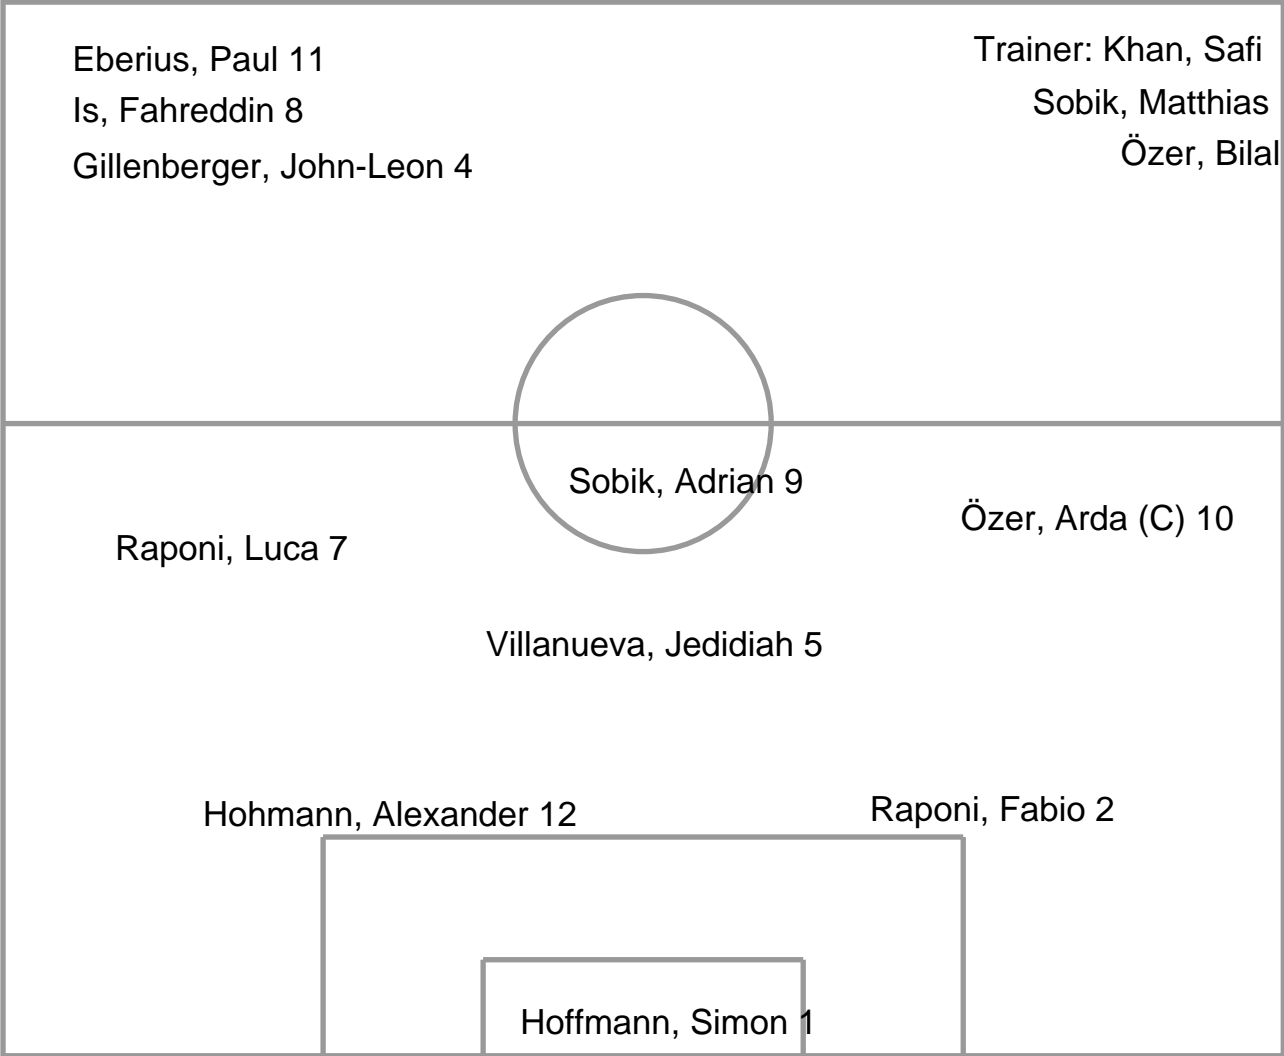 Eberius, Paul 11
Is, Fahreddin 8
Gillenberger, John-Leon 4
Trainer: Khan, Safi
Sobik, Matthias
Özer, Bilal
Sobik, Adrian 9
Özer, Arda (C) 10
Raponi, Luca 7
Villanueva, Jedidiah 5
Hohmann, Alexander 12
Raponi, Fabio 2
Hoffmann, Simon 1